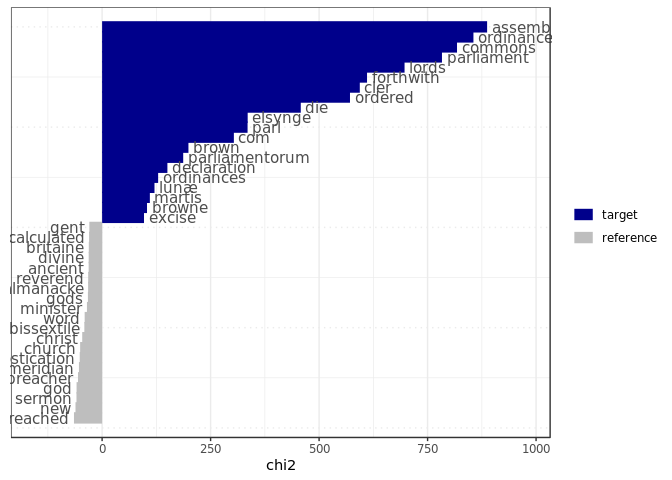 assemb
ordinance
commons
parliament
lords
forthwith
cler
ordered
die
elsynge
parl
com
brown
parliamentorum
declaration
ordinances
lunæ
martis
browne
excise
gent
calculated
britaine
divine
ancient
reverend
almanacke
gods
minister
word
bissextile
christ
church
stication
meridian
preacher
god
sermon
new
reached
0 250 500 750 1000
chi2
target
reference